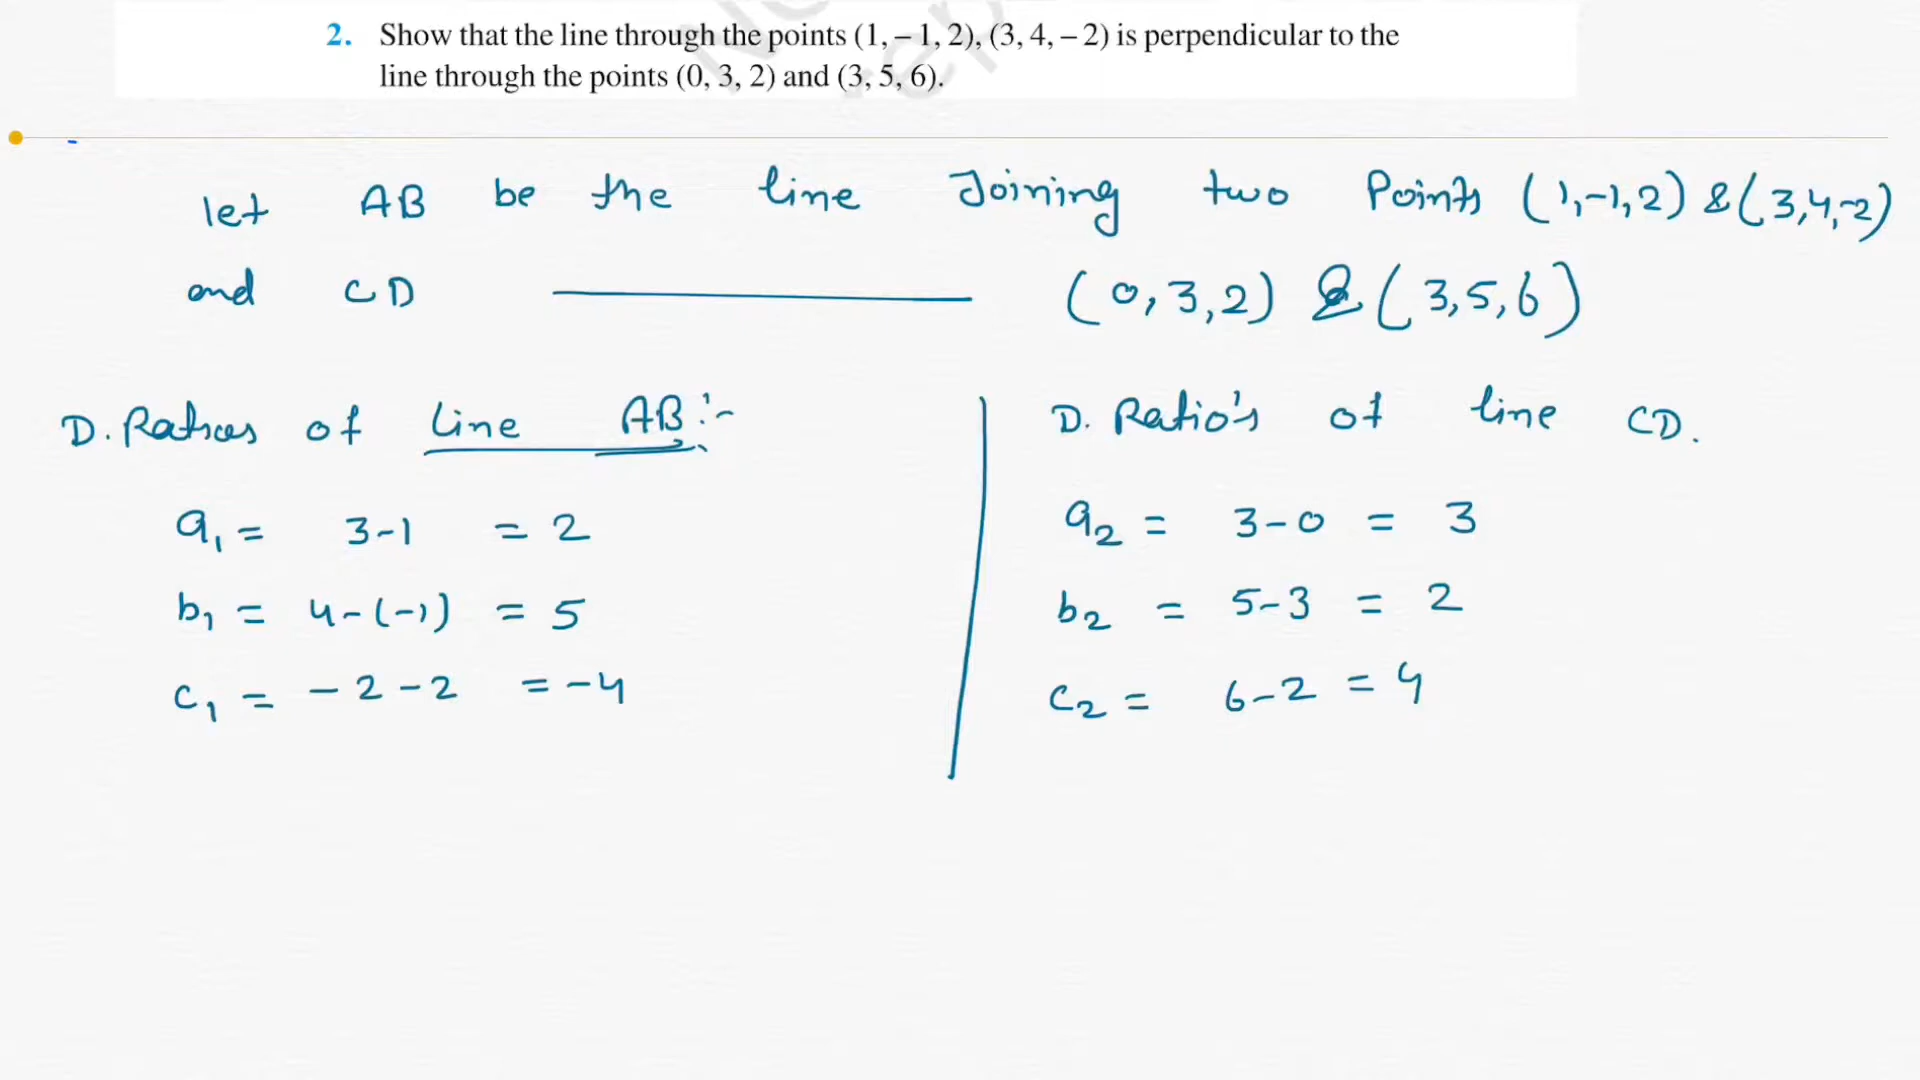 2. Show that the line through the points (1, – 1, 2), (3, 4, – 2) is perpendicular to the
line through the points (0, 3, 2) and (3, 5, 6).
let AB be the line Joining two Points (1,-1,2) & (3,4,-2)
and CD ———— (0,3,2) & (3,5,6)
D. Ratios of line AB :-
a₁ = 3-1 = 2
b₁ = 4-(-1) = 5
c₁ = -2-2 = -4
D. Ratio's of line CD.
a₂ = 3-0 = 3
b₂ = 5-3 = 2
c₂ = 6-2 = 4